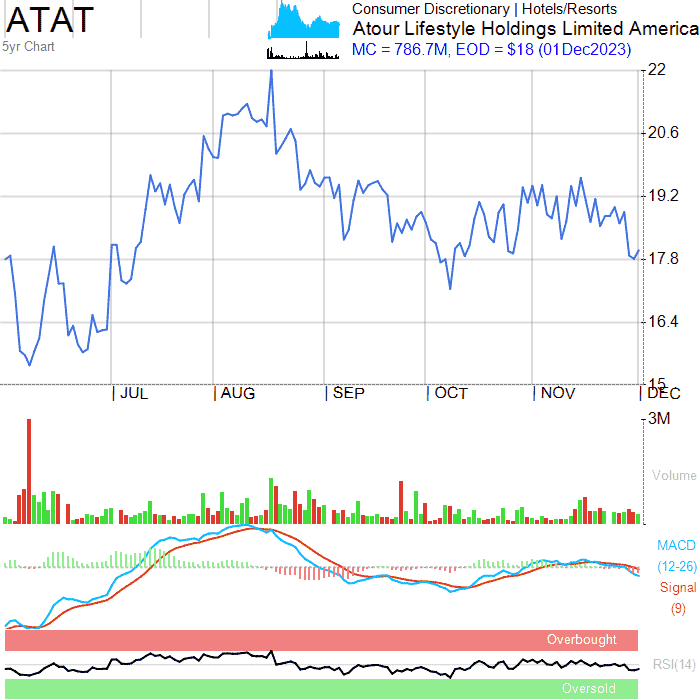 ATAT
5yr Chart
Consumer Discretionary | Hotels/Resorts
Atour Lifestyle Holdings Limited America
MC = 786.7M, EOD = $18 (01Dec2023)
22
20.6
19.2
17.8
16.4
15
JUL
AUG
SEP
OCT
NOV
DEC
3M
Volume
MACD
(12-26)
Signal
(9)
Overbought
RSI(14)
Oversold